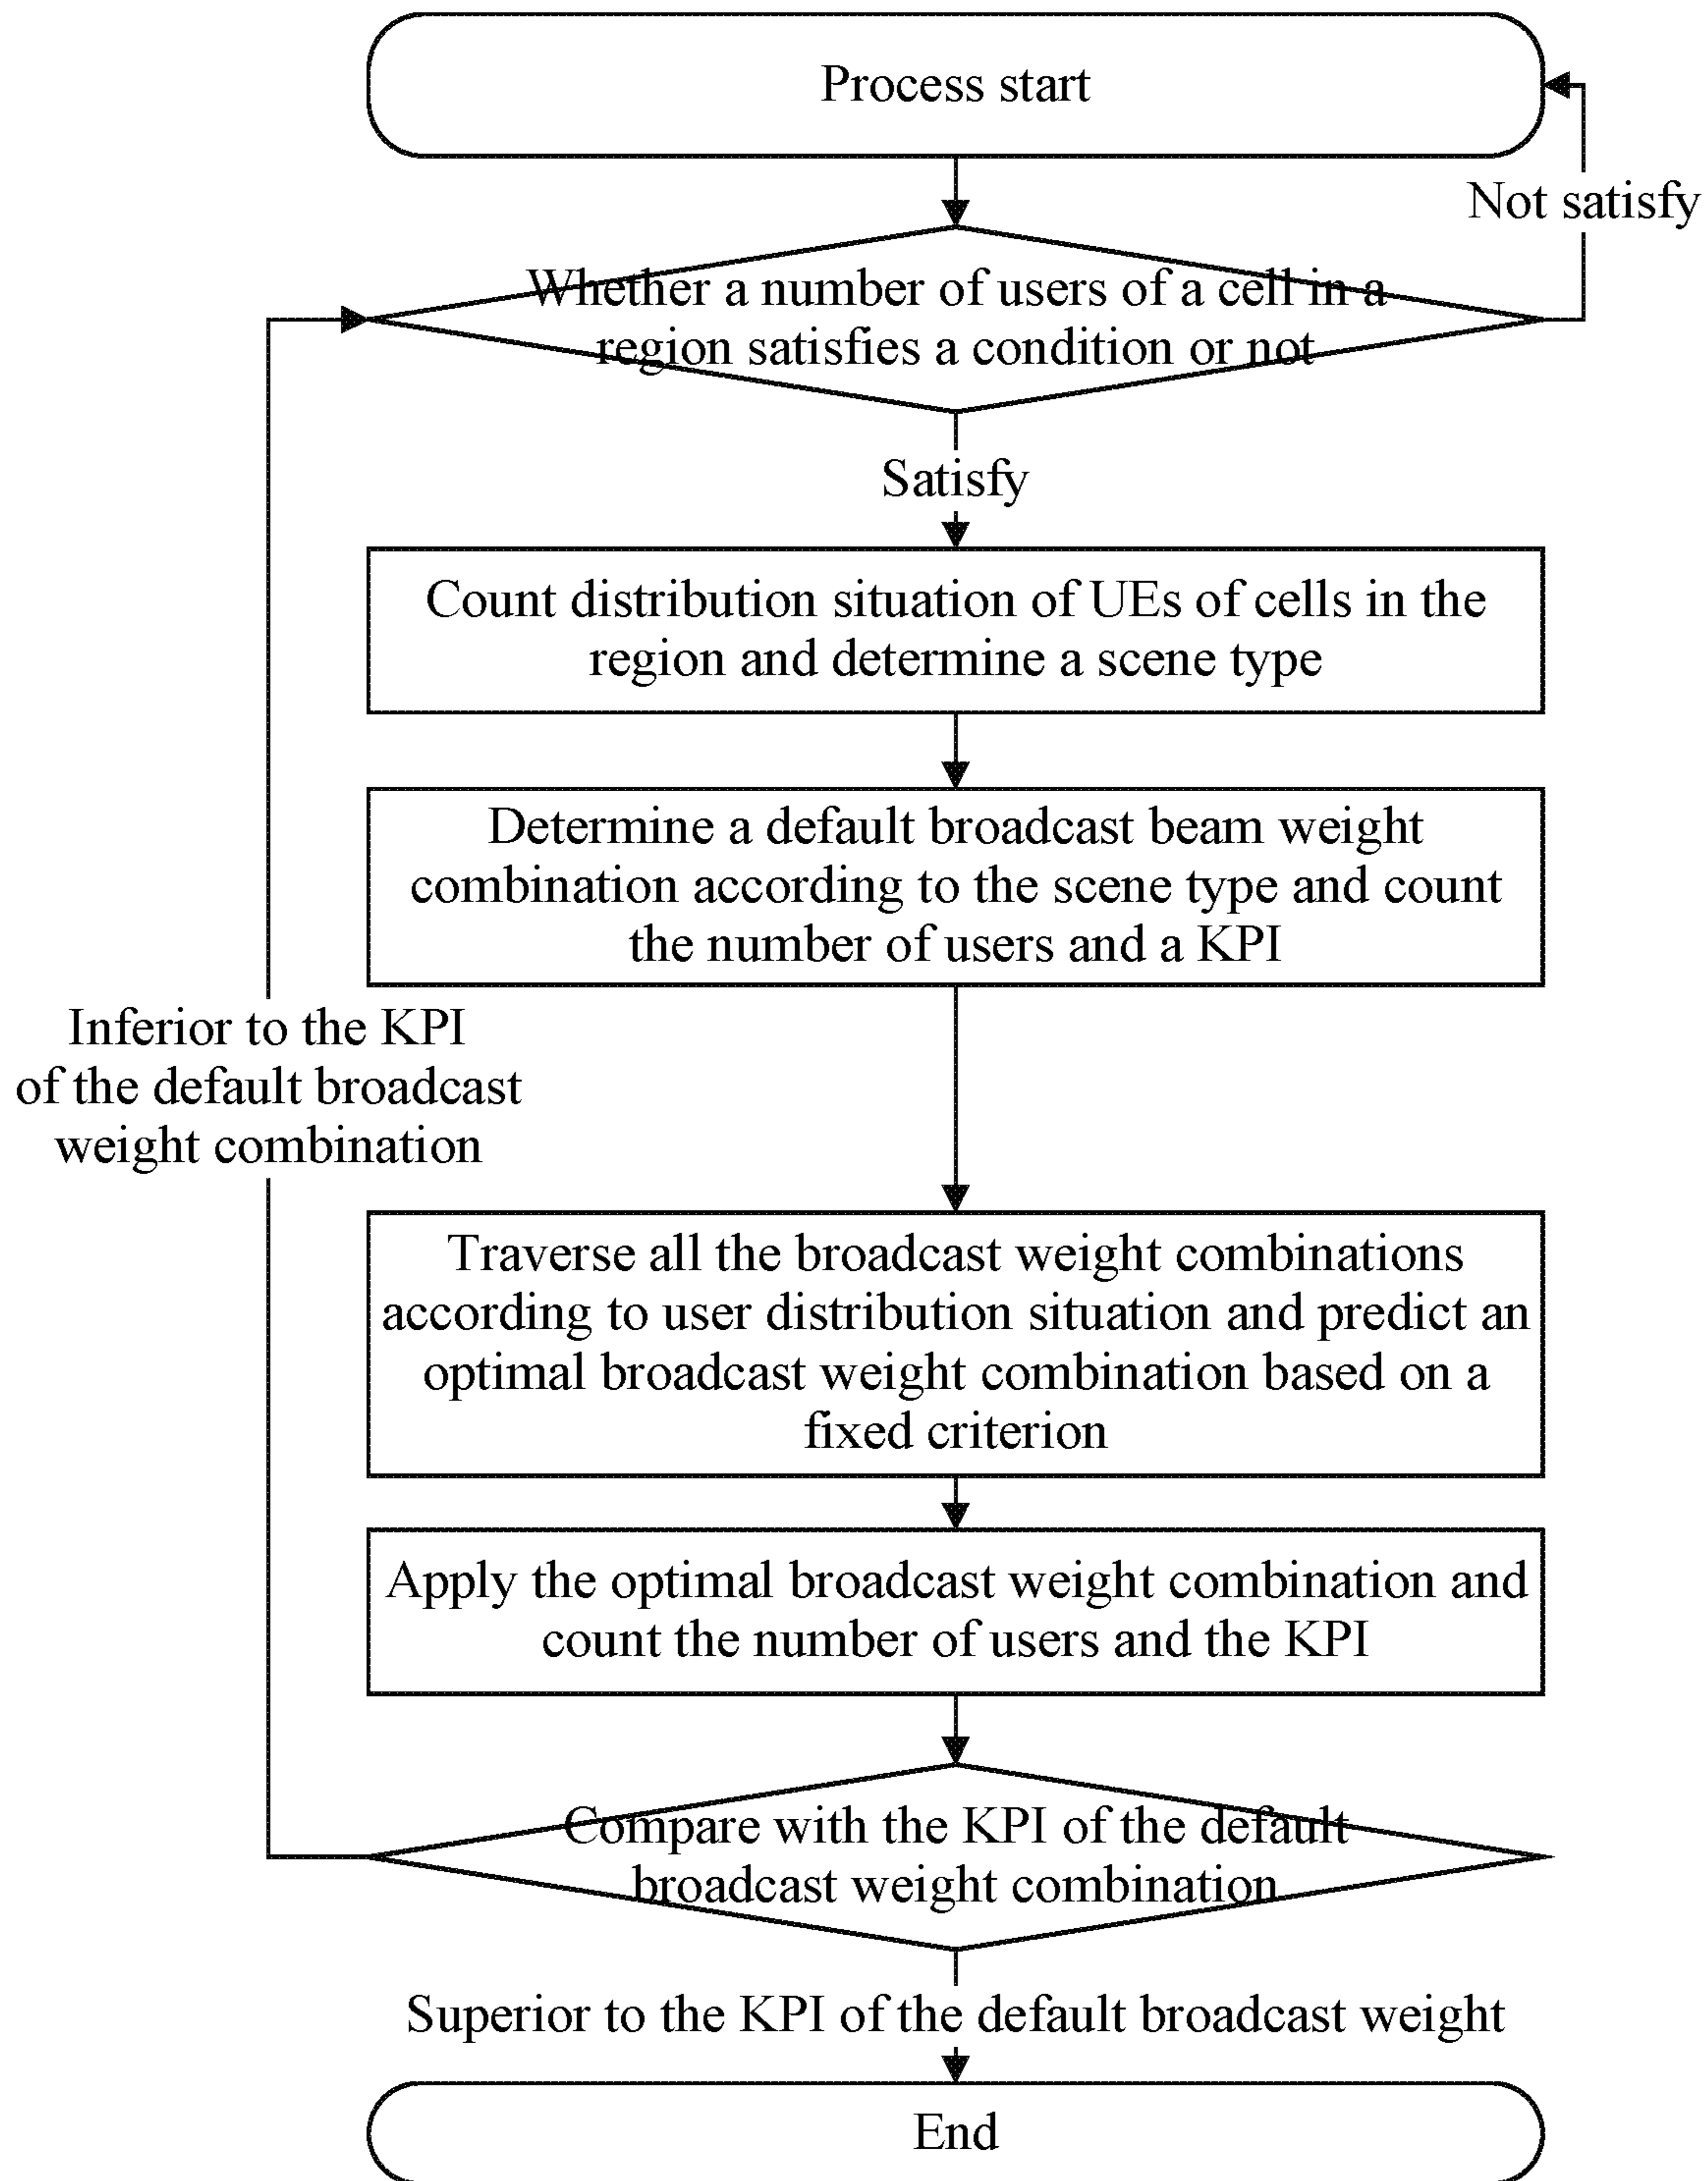 Process start
Not satisfy
Whether a number of users of a cell in a
region satisfies a condition or not
Satisfy
Count distribution situation of UEs of cells in the
region and determine a scene type
Determine a default broadcast beam weight
combination according to the scene type and count
the number of users and a KPI
Inferior to the KPI
of the default broadcast
weight combination
Traverse all the broadcast weight combinations
according to user distribution situation and predict an
optimal broadcast weight combination based on a
fixed criterion
Apply the optimal broadcast weight combination and
count the number of users and the KPI
Compare with the KPI of the default
broadcast weight combination
Superior to the KPI of the default broadcast weight
End